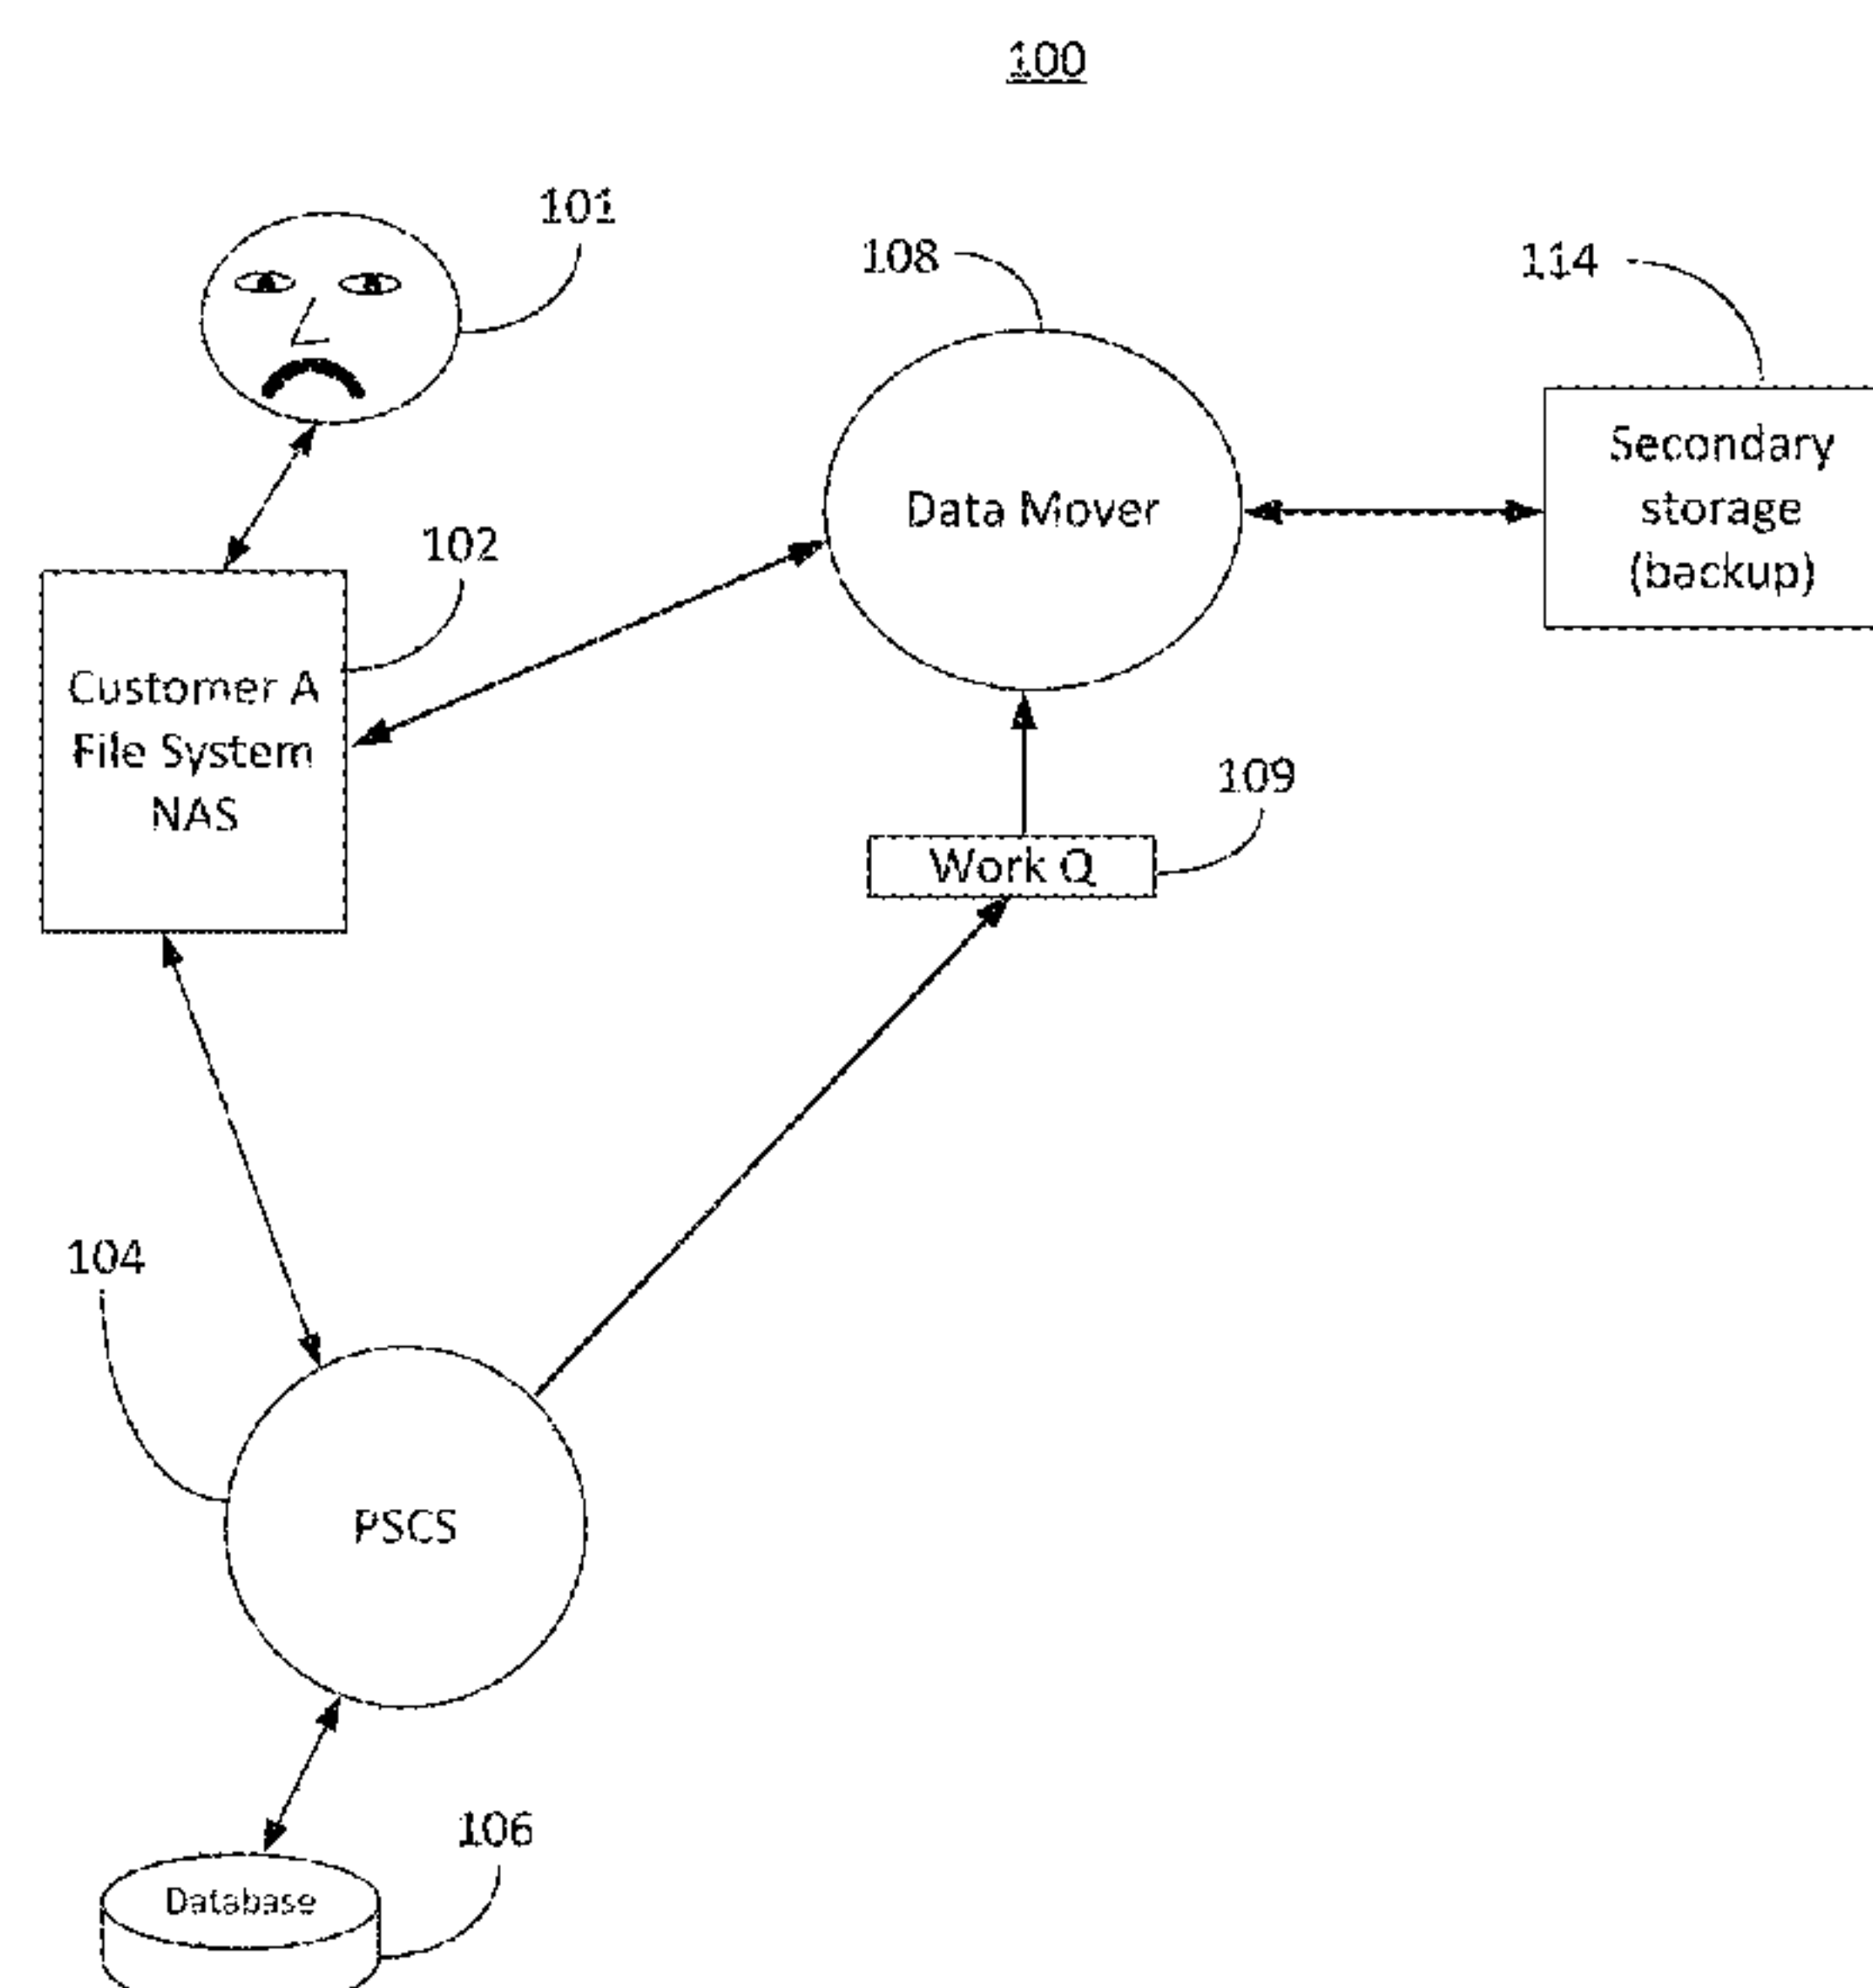 100
101
108
114
Secondary
storage
(backup)
Data Mover
102
Customer A
File System
NAS
109
Work Q
104
PSCS
106
Database